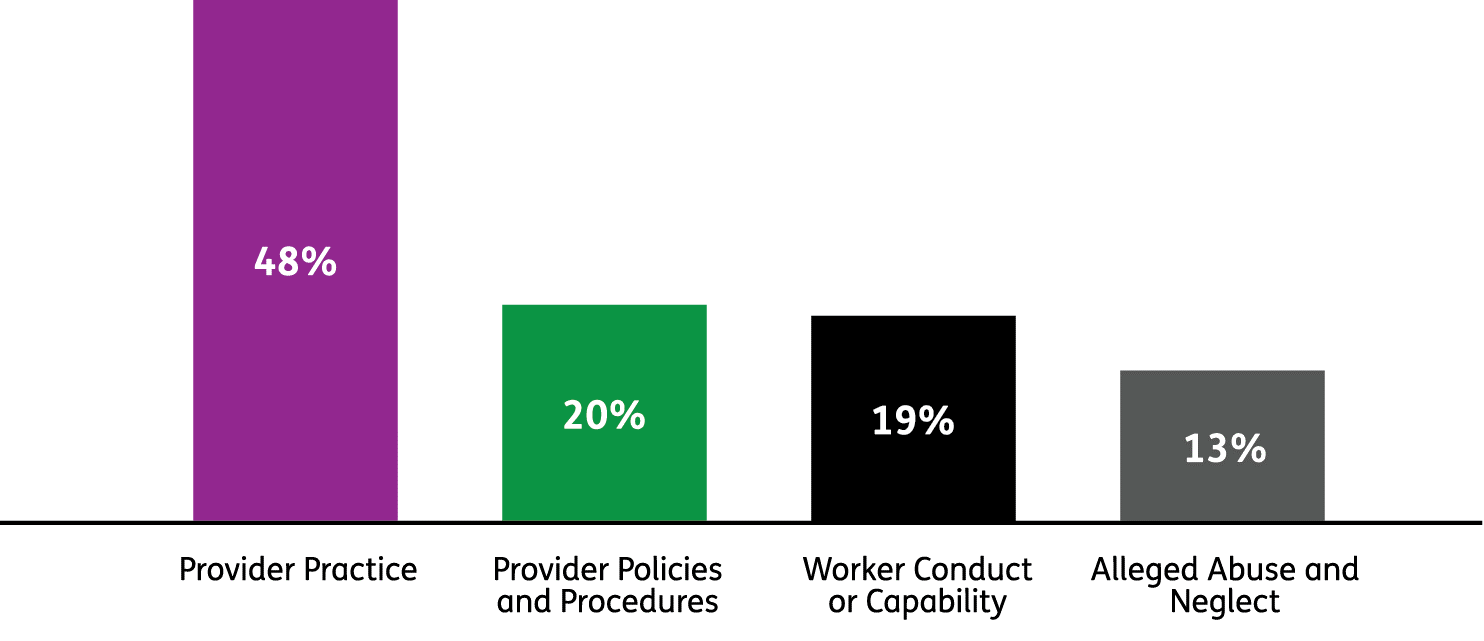 48%
20%
19%
13%
Provider Practice
Provider Policies
and Procedures
Worker Conduct
or Capability
Alleged Abuse and
Neglect